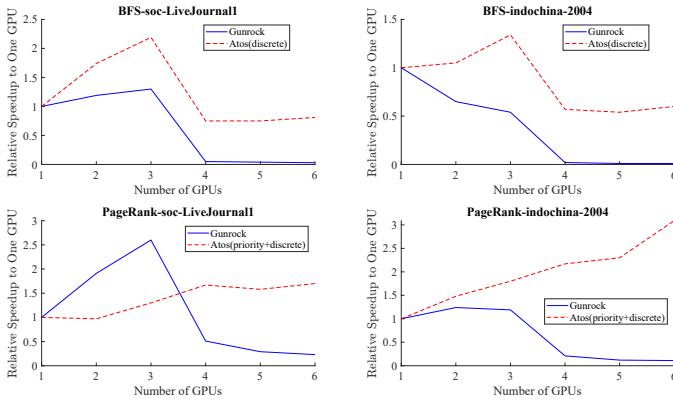 BFS-soc-LiveJournal1
Relative Speedup to One GPU
2.5
2
1.5
1
0.5
0
Gunrock
Atos(discrete)
1 2 3 4 5 6
Number of GPUs
BFS-indochina-2004
Relative Speedup to One GPU
1.5
1
0.5
0
Gunrock
Atos(discrete)
1 2 3 4 5 6
Number of GPUs
PageRank-soc-LiveJournal1
Relative Speedup to One GPU
3
2.5
2
1.5
1
0.5
0
Gunrock
Atos(priority+discrete)
1 2 3 4 5 6
Number of GPUs
PageRank-indochina-2004
Relative Speedup to One GPU
3
2.5
2
1.5
1
0.5
0
Gunrock
Atos(priority+discrete)
1 2 3 4 5 6
Number of GPUs